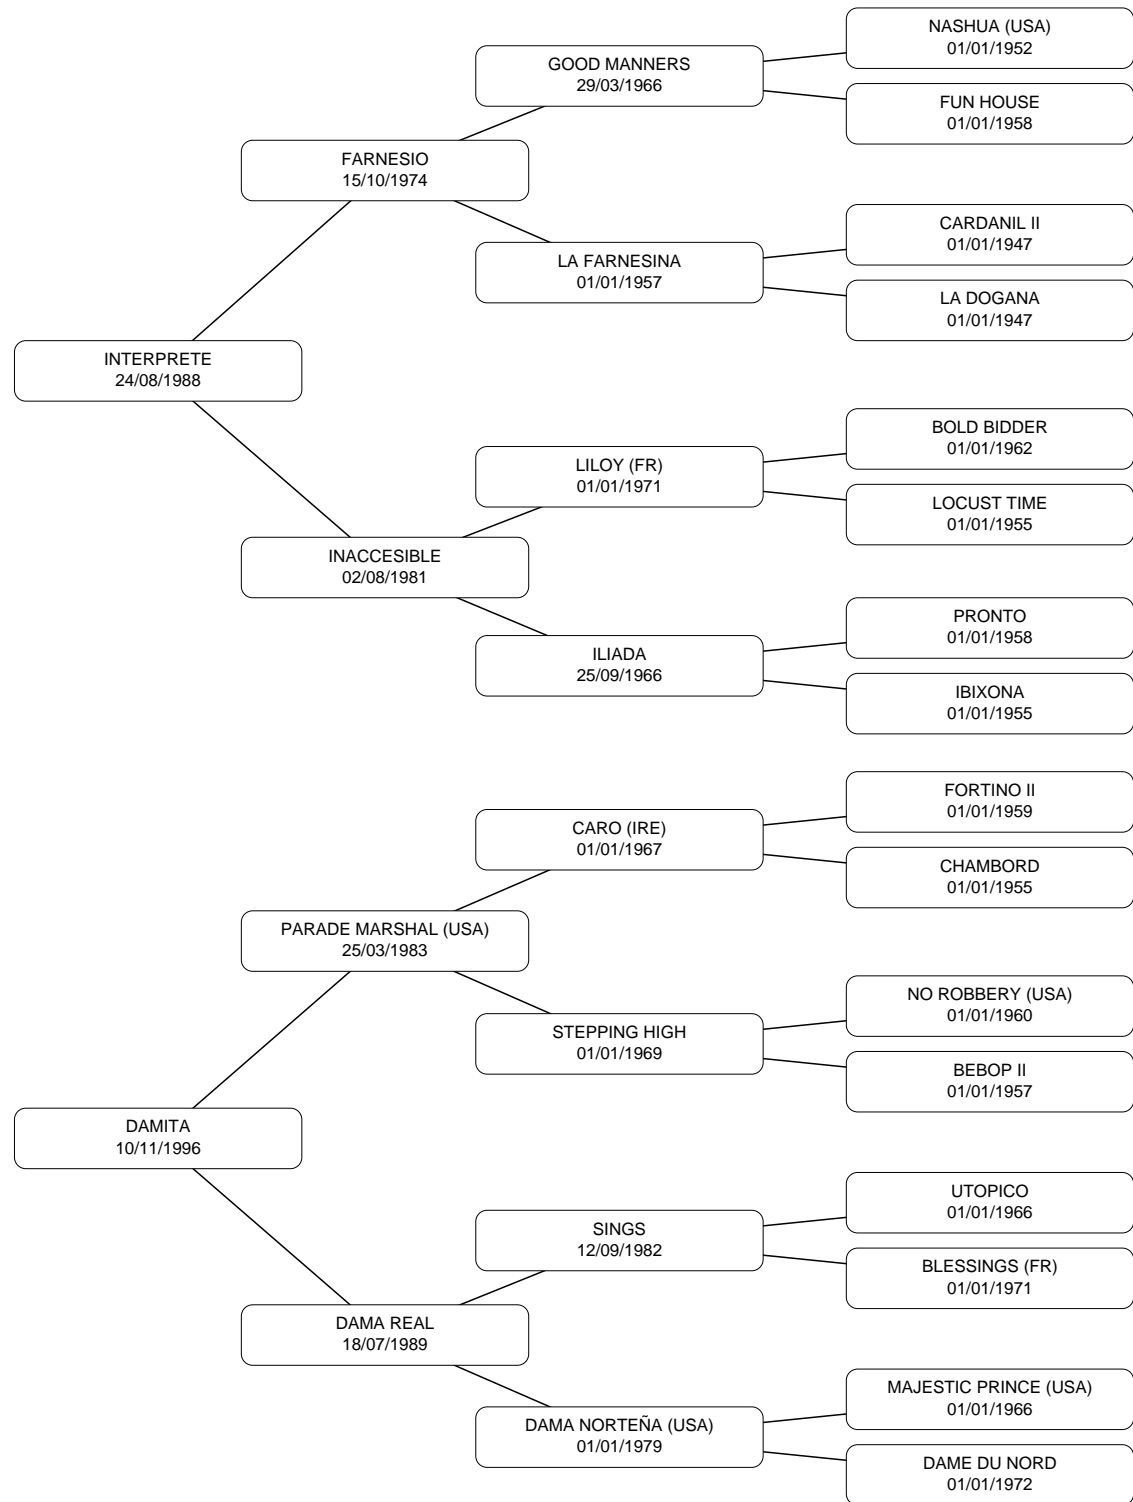 NASHUA (USA)
01/01/1952
GOOD MANNERS
29/03/1966
FUN HOUSE
01/01/1958
FARNESIO
15/10/1974
CARDANIL II
01/01/1947
LA FARNESINA
01/01/1957
LA DOGANA
01/01/1947
INTERPRETE
24/08/1988
BOLD BIDDER
01/01/1962
LILOY (FR)
01/01/1971
LOCUST TIME
01/01/1955
INACCESIBLE
02/08/1981
PRONTO
01/01/1958
ILIADA
25/09/1966
IBIXONA
01/01/1955
FORTINO II
01/01/1959
CARO (IRE)
01/01/1967
CHAMBORD
01/01/1955
PARADE MARSHAL (USA)
25/03/1983
NO ROBBERY (USA)
01/01/1960
STEPPING HIGH
01/01/1969
BEBOP II
01/01/1957
DAMITA
10/11/1996
UTOPICO
01/01/1966
SINGS
12/09/1982
BLESSINGS (FR)
01/01/1971
DAMA REAL
18/07/1989
MAJESTIC PRINCE (USA)
01/01/1966
DAMA NORTEÑA (USA)
01/01/1979
DAME DU NORD
01/01/1972